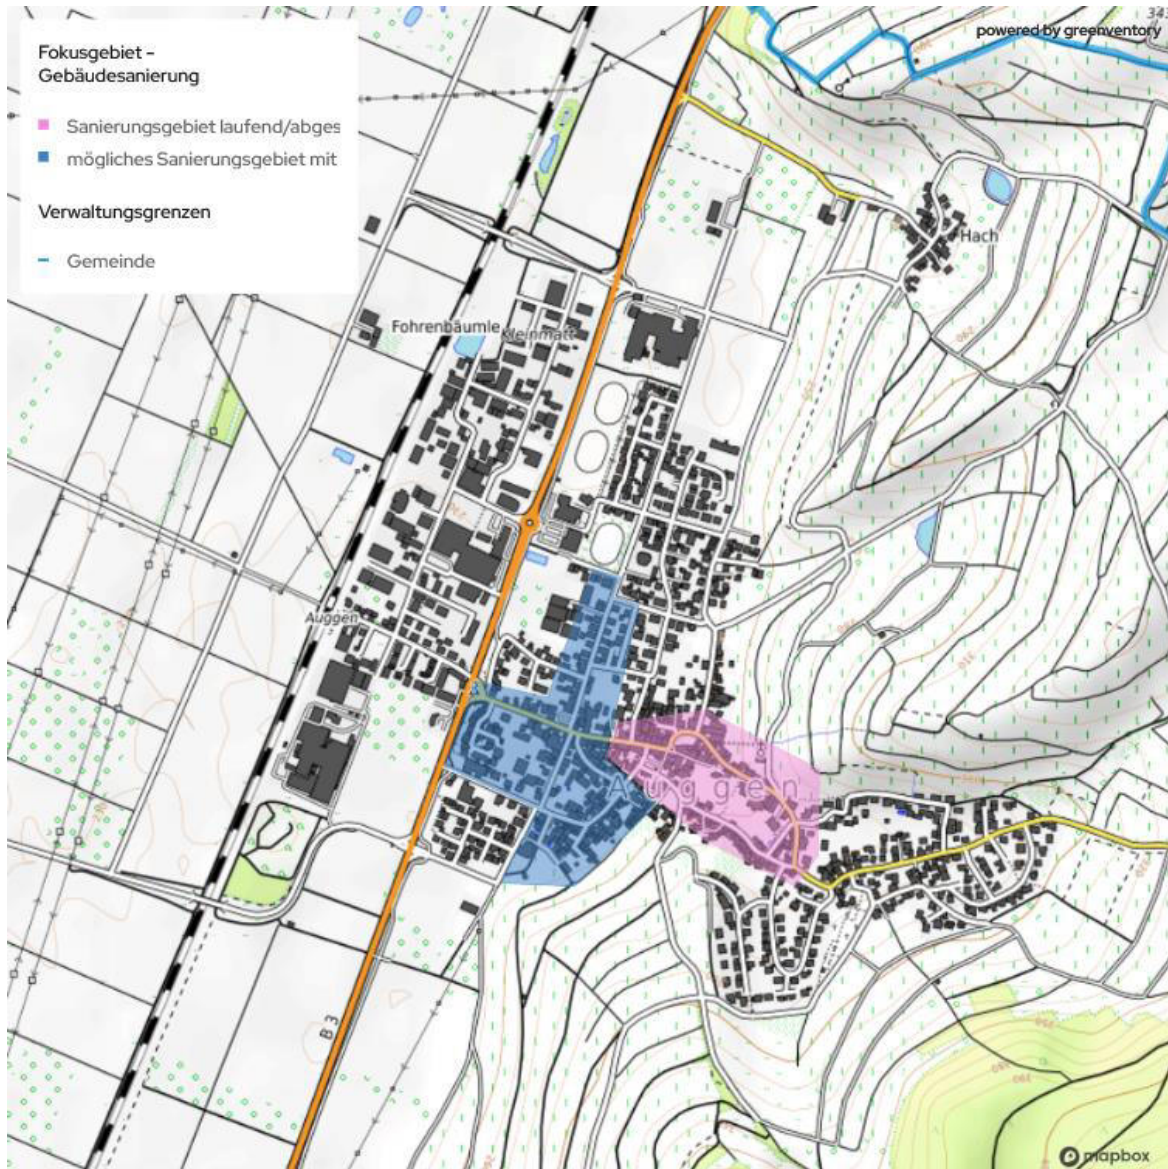 Fokusgebiet -
Gebäudesanierung
Sanierungsgebiet laufend/abges
mögliches Sanierungsgebiet mit
Verwaltungsgrenzen
Gemeinde
powered by greenventory
Hach
Fohrenbäumle
Kleinmatt
Auggen
Auggen
B 3
mapbox